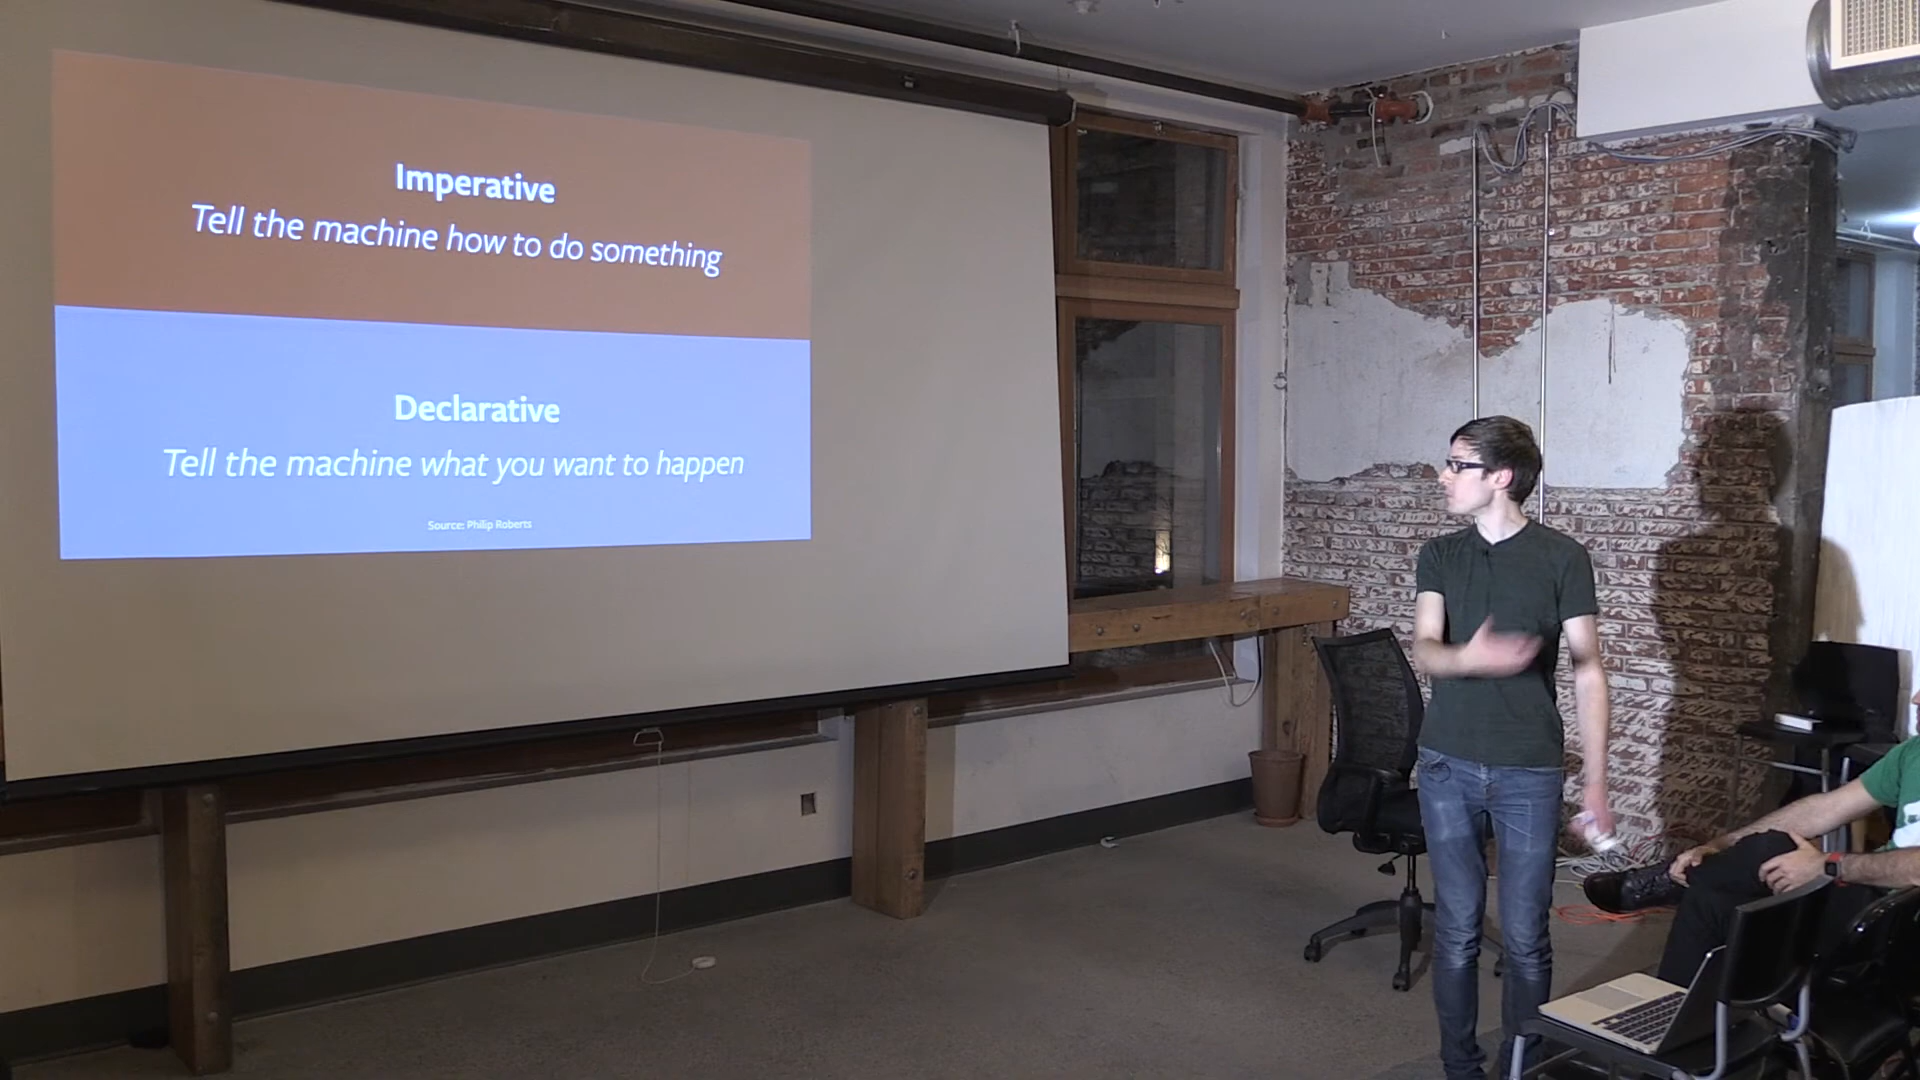 Imperative
Tell the machine how to do something
Declarative
Tell the machine what you want to happen
Source: Philip Roberts